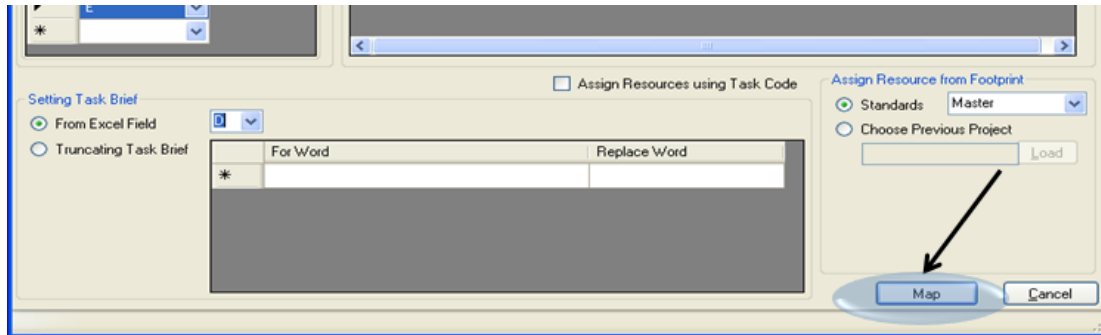 E
*
Assign Resources using Task Code
Assign Resource from Footprint
Setting Task Brief
Standards Master
From Excel Field D
Choose Previous Project
Truncating Task Brief
For Word Replace Word
Load
*
Map Cancel